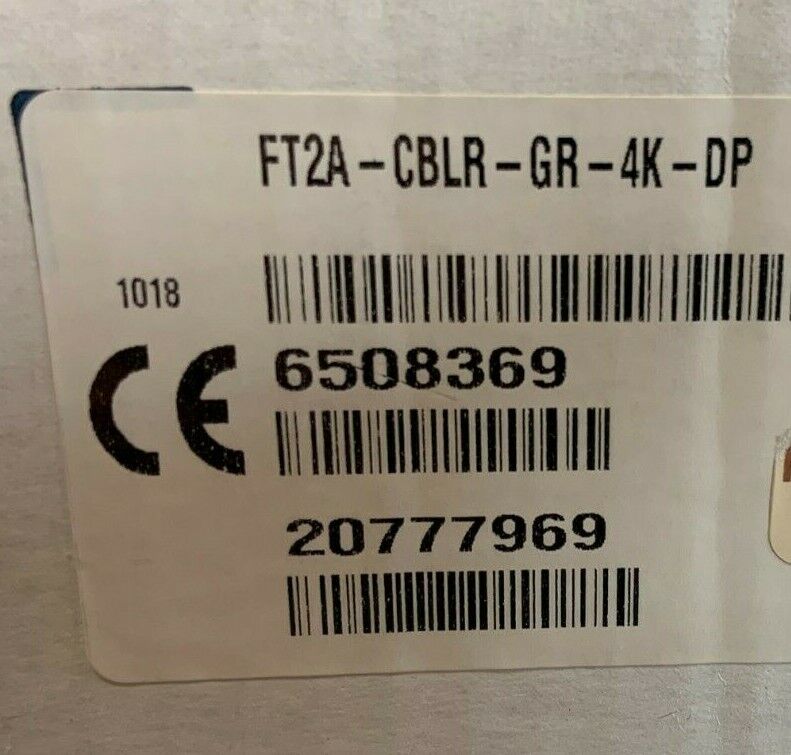 FT2A-CBLR-GR-4K-DP
1018
CE
6508369
20777969